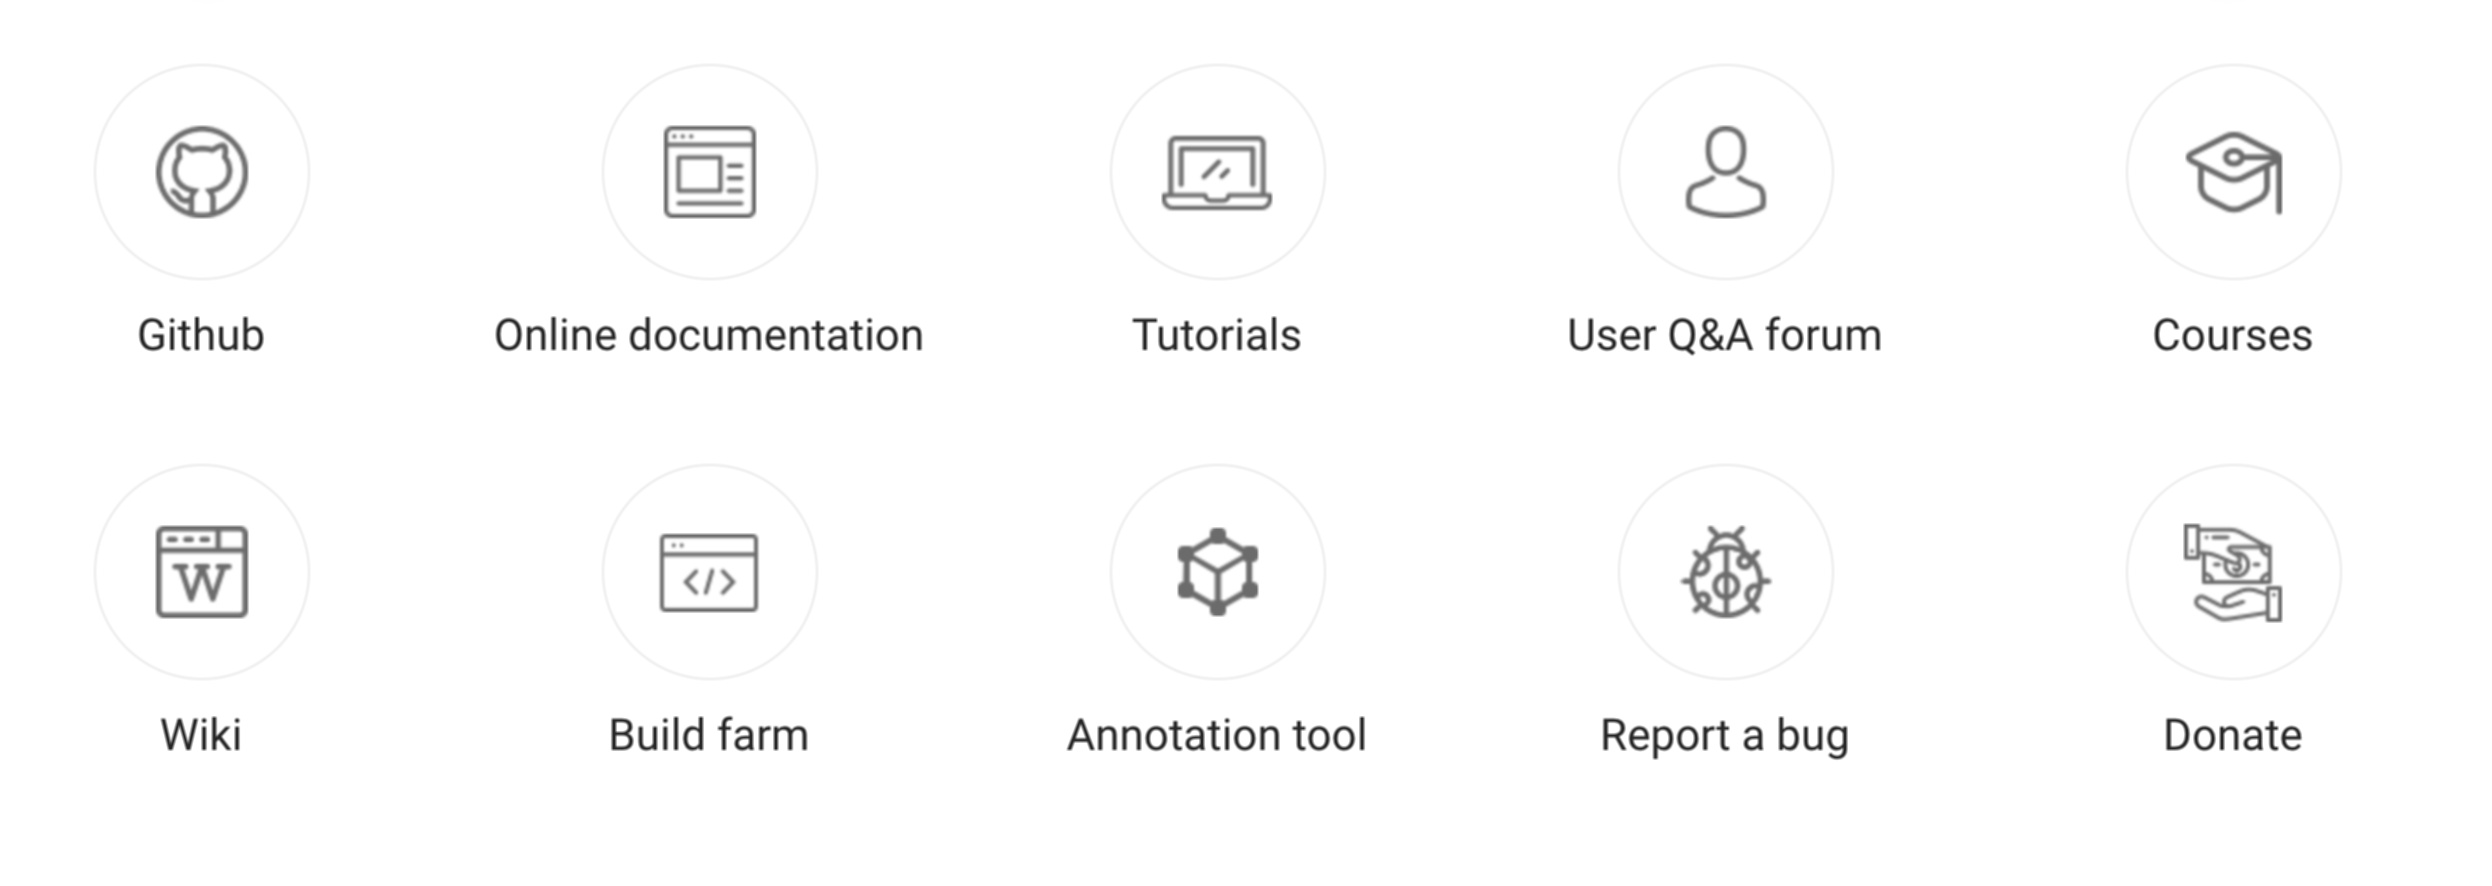 Github
Online documentation
Tutorials
User Q&A forum
Courses
W
Wiki
Build farm
Annotation tool
Report a bug
Donate